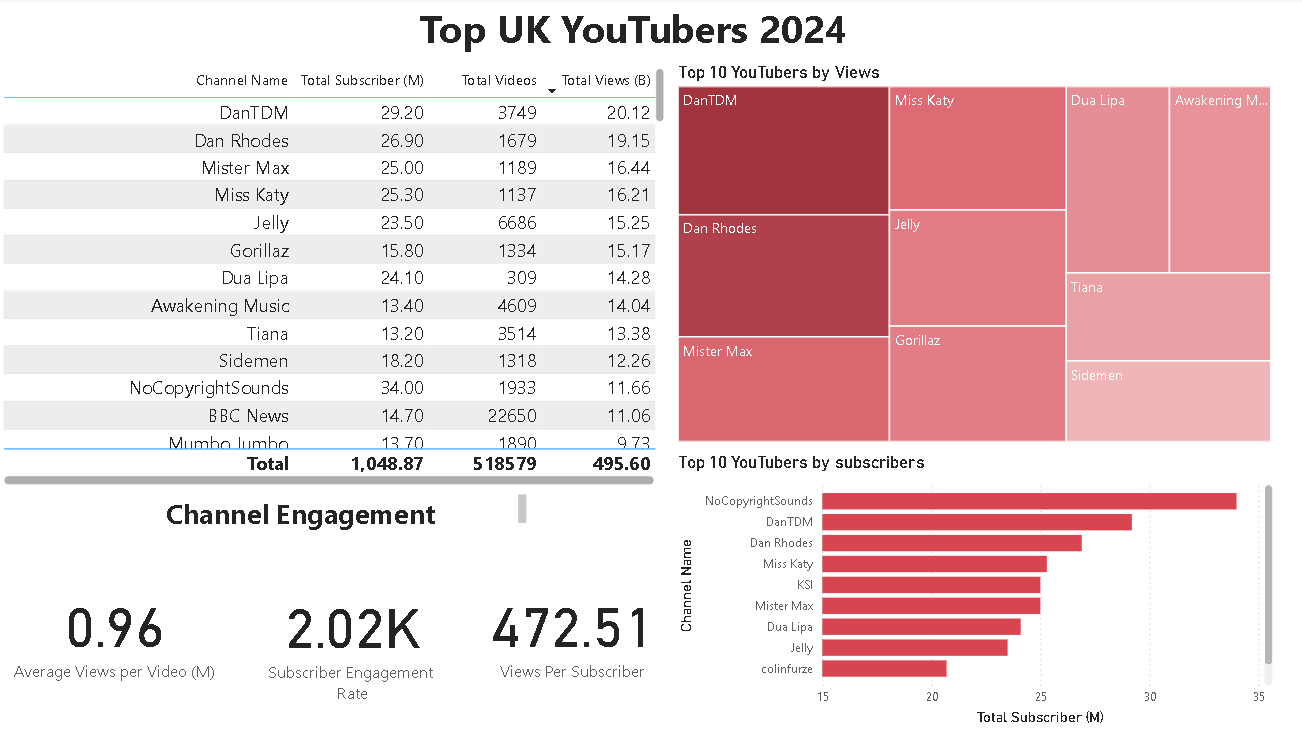 Top UK YouTubers 2024
Channel Name Total Subscriber (M) Total Videos Total Views (B)
DanTDM 29.20 3749 20.12
Dan Rhodes 26.90 1679 19.15
Mister Max 25.00 1189 16.44
Miss Katy 25.30 1137 16.21
Jelly 23.50 6686 15.25
Gorillaz 15.80 1334 15.17
Dua Lipa 24.10 309 14.28
Awakening Music 13.40 4609 14.04
Tiana 13.20 3514 13.38
Sidemen 18.20 1318 12.26
NoCopyrightSounds 34.00 1933 11.66
BBC News 14.70 22650 11.06
Mumbo Jumbo 13.70 1890 9.73
Total 1,048.87 518579 495.60
Top 10 YouTubers by Views
DanTDM
Dan Rhodes
Mister Max
Miss Katy
Jelly
Gorillaz
Dua Lipa
Awakening M...
Tiana
Sidemen
Channel Engagement
0.96
Average Views per Video (M)
2.02K
Subscriber Engagement
Rate
472.51
Views Per Subscriber
Top 10 YouTubers by subscribers
Channel Name
NoCopyrightSounds
DanTDM
Dan Rhodes
Miss Katy
KSI
Mister Max
Dua Lipa
Jelly
colinfurze
15 20 25 30 35
Total Subscriber (M)